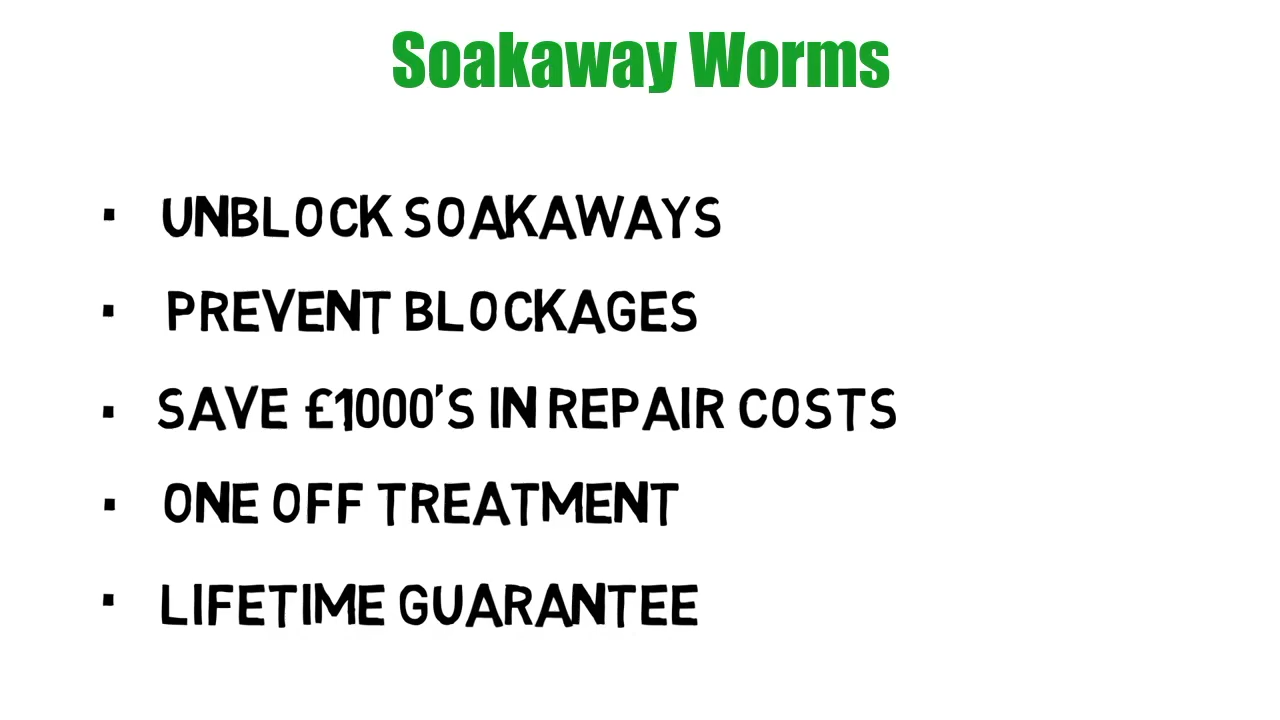 Soakaway Worms
▪ UNBLOCK SOAKAWAYS
▪ PREVENT BLOCKAGES
▪ SAVE £1000'S IN REPAIR COSTS
▪ ONE OFF TREATMENT
▪ LIFETIME GUARANTEE